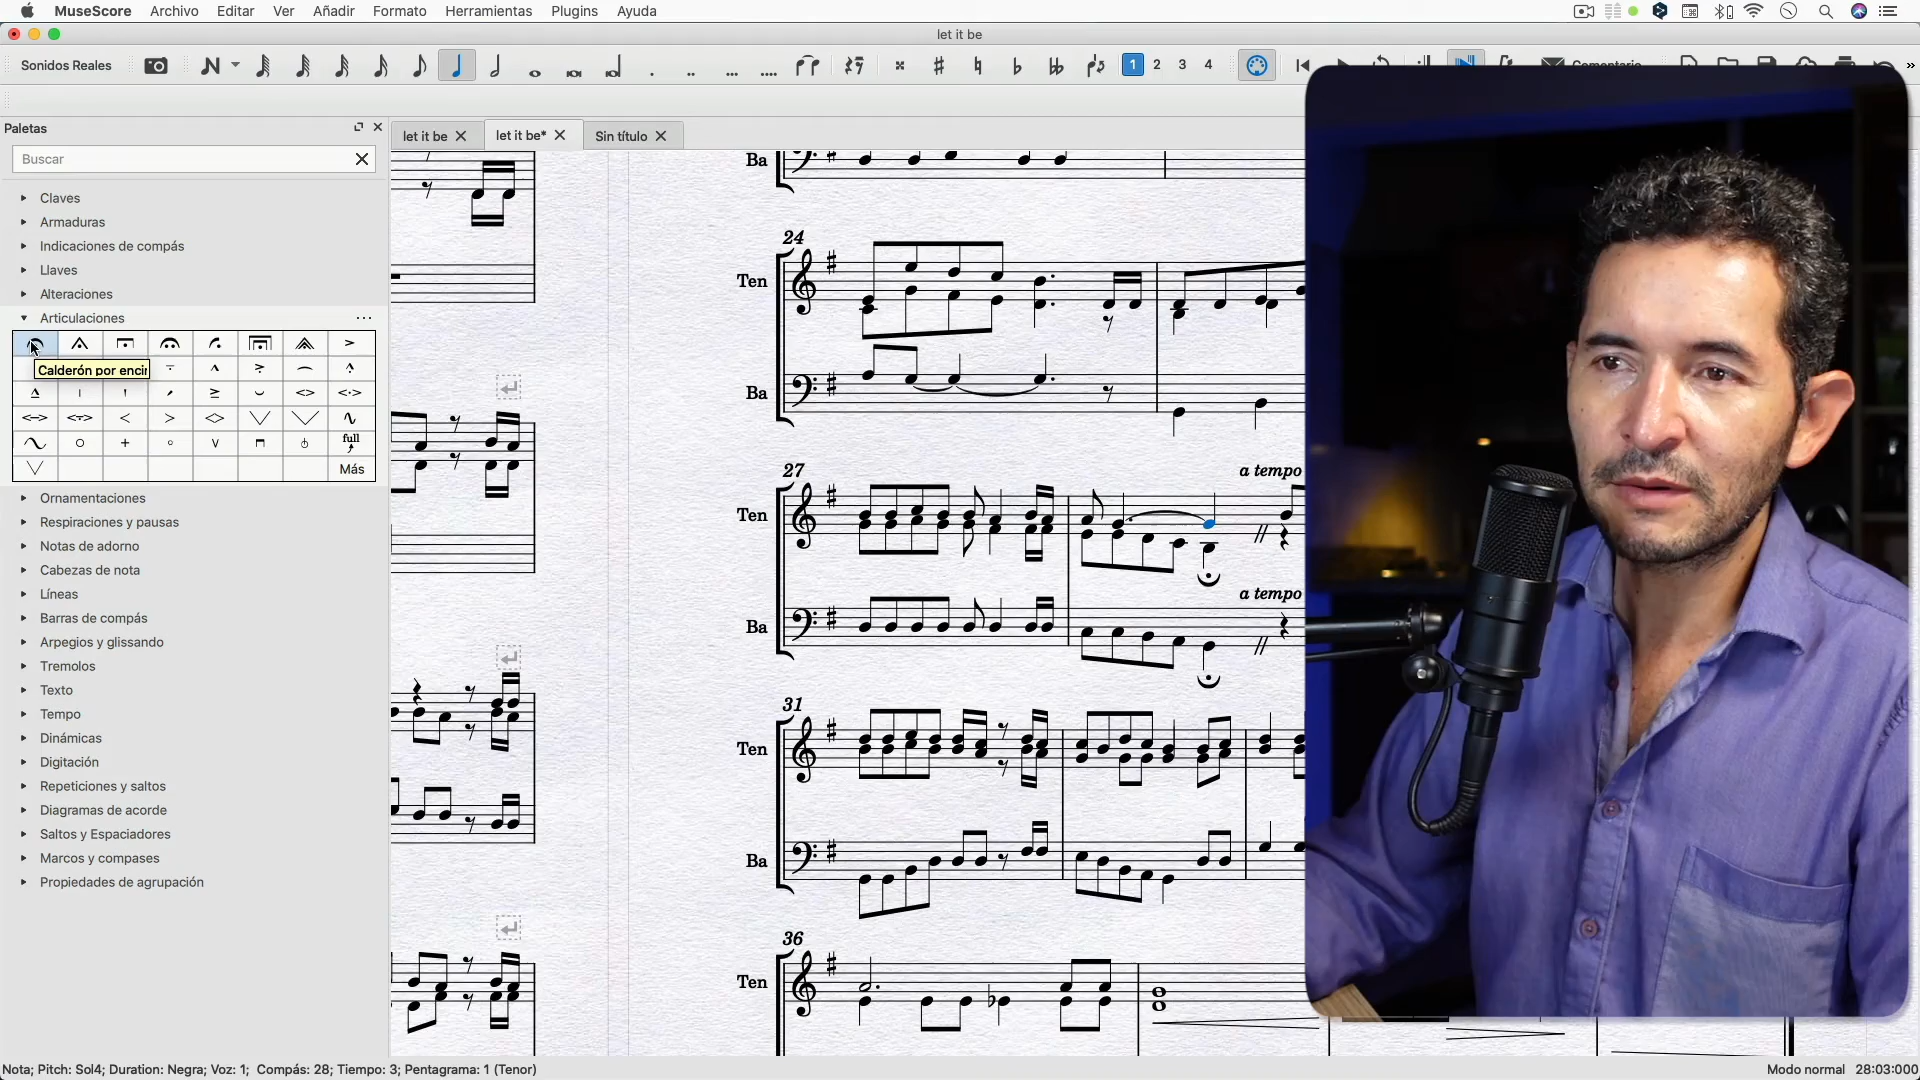 MuseScore Archivo Editar Ver Añadir Formato Herramientas Plugins Ayuda
let it be
Sonidos Reales 1 2 3 4 »
Paletas
let it be let it be* Sin título
Buscar
Claves
Armaduras
Indicaciones de compás
Llaves
Alteraciones
Articulaciones ...
Calderón por encir
full
Más
Ornamentaciones
Respiraciones y pausas
Notas de adorno
Cabezas de nota
Líneas
Barras de compás
Arpegios y glissando
Tremolos
Texto
Tempo
Dinámicas
Digitación
Repeticiones y saltos
Diagramas de acorde
Saltos y Espaciadores
Marcos y compases
Propiedades de agrupación
Ba
24
Ten
Ba
27
a tempo
Ten
a tempo
Ba
31
Ten
Ba
36
Ten
Nota; Pitch: Sol4; Duration: Negra; Voz: 1; Compás: 28; Tiempo: 3; Pentagrama: 1 (Tenor)
Modo normal 28:03:000